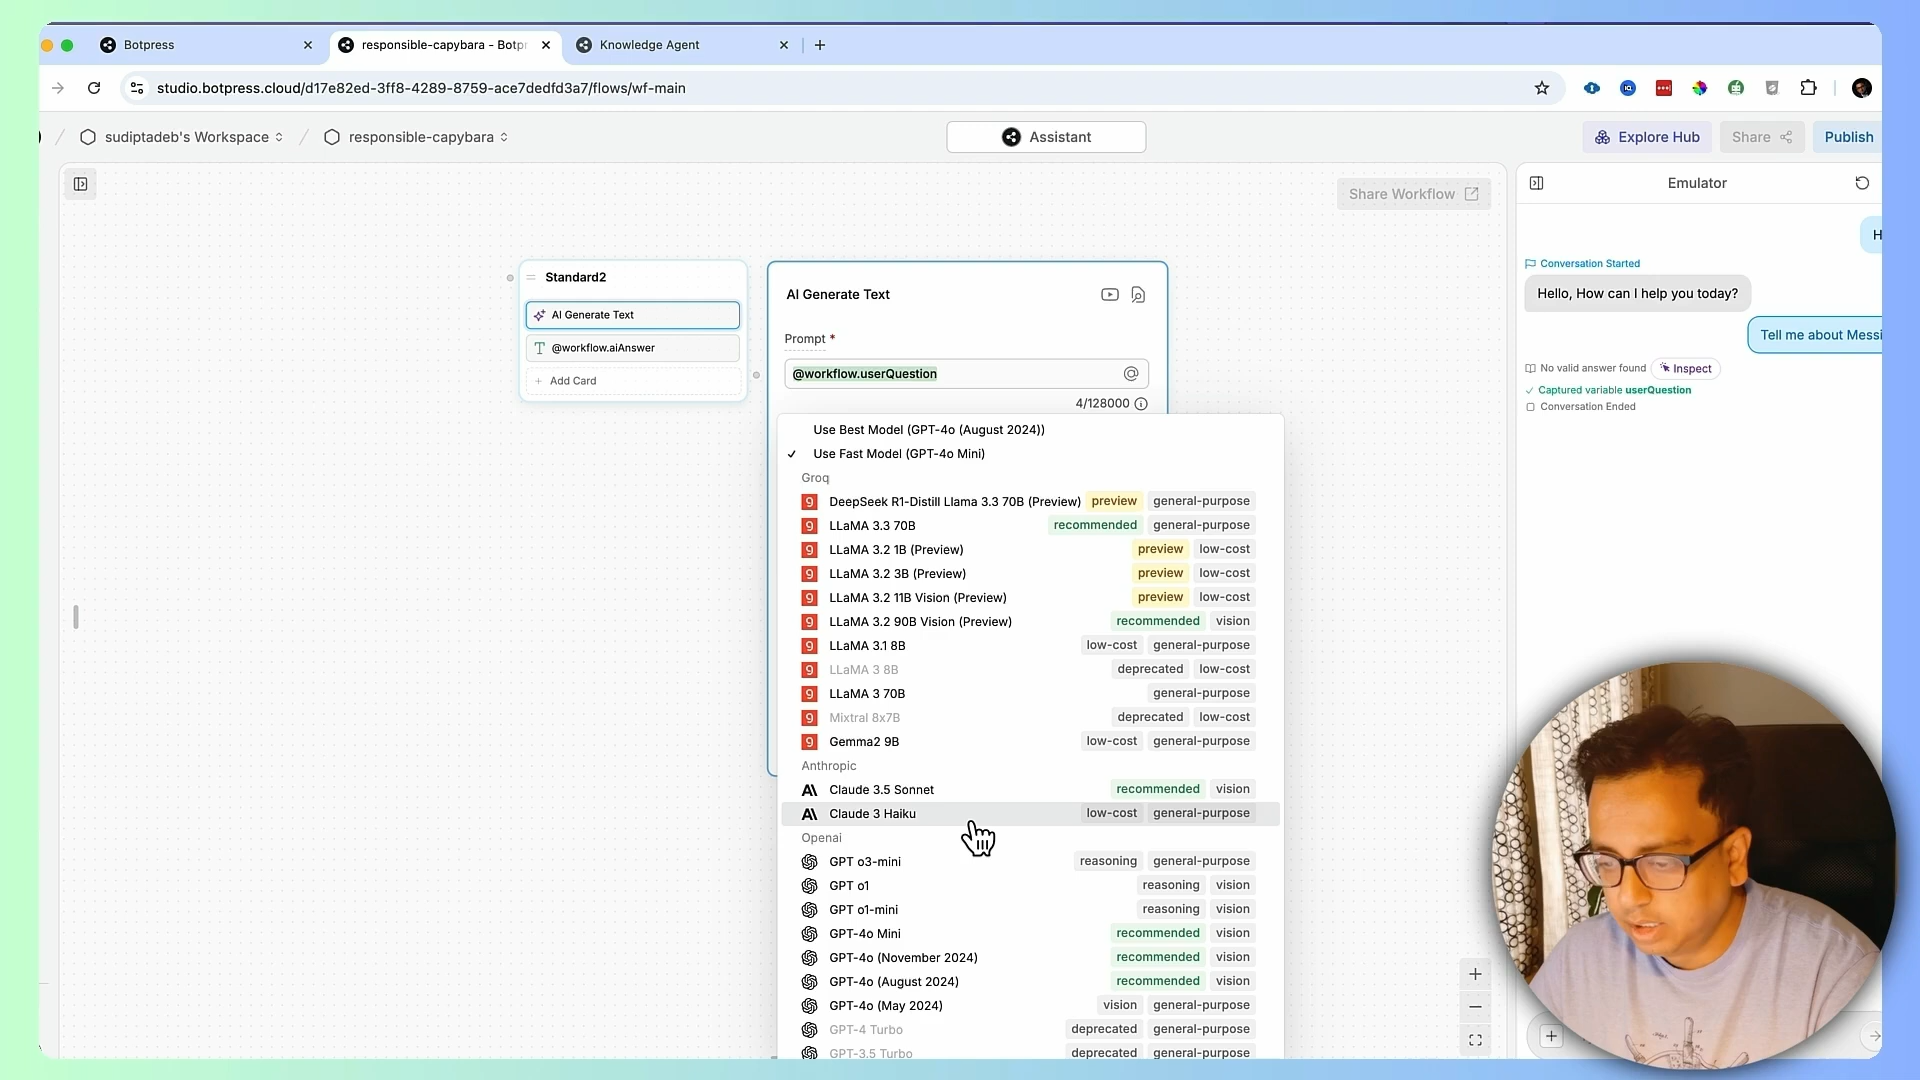 Botpress
responsible-capybara - Botpr
Knowledge Agent
studio.botpress.cloud/d17e82ed-3ff8-4289-8759-ace7dedfd3a7/flows/wf-main
sudiptadeb's Workspace
responsible-capybara
Assistant
Explore Hub
Share
Publish
Share Workflow
Emulator
H
Conversation Started
Hello, How can I help you today?
Tell me about Messi
No valid answer found
Inspect
Captured variable userQuestion
Conversation Ended
Standard2
AI Generate Text
@workflow.aiAnswer
Add Card
AI Generate Text
Prompt *
@workflow.userQuestion
4/128000
Use Best Model (GPT-4o (August 2024))
Use Fast Model (GPT-4o Mini)
Groq
DeepSeek R1-Distill Llama 3.3 70B (Preview) preview general-purpose
LLaMA 3.3 70B recommended general-purpose
LLaMA 3.2 1B (Preview) preview low-cost
LLaMA 3.2 3B (Preview) preview low-cost
LLaMA 3.2 11B Vision (Preview) preview low-cost
LLaMA 3.2 90B Vision (Preview) recommended vision
LLaMA 3.1 8B low-cost general-purpose
LLaMA 3 8B deprecated low-cost
LLaMA 3 70B general-purpose
Mixtral 8x7B deprecated low-cost
Gemma2 9B low-cost general-purpose
Anthropic
Claude 3.5 Sonnet recommended vision
Claude 3 Haiku low-cost general-purpose
Openai
GPT o3-mini reasoning general-purpose
GPT o1 reasoning vision
GPT o1-mini reasoning vision
GPT-4o Mini recommended vision
GPT-4o (November 2024) recommended vision
GPT-4o (August 2024) recommended vision
GPT-4o (May 2024) vision general-purpose
GPT-4 Turbo deprecated general-purpose
GPT-3.5 Turbo deprecated general-purpose